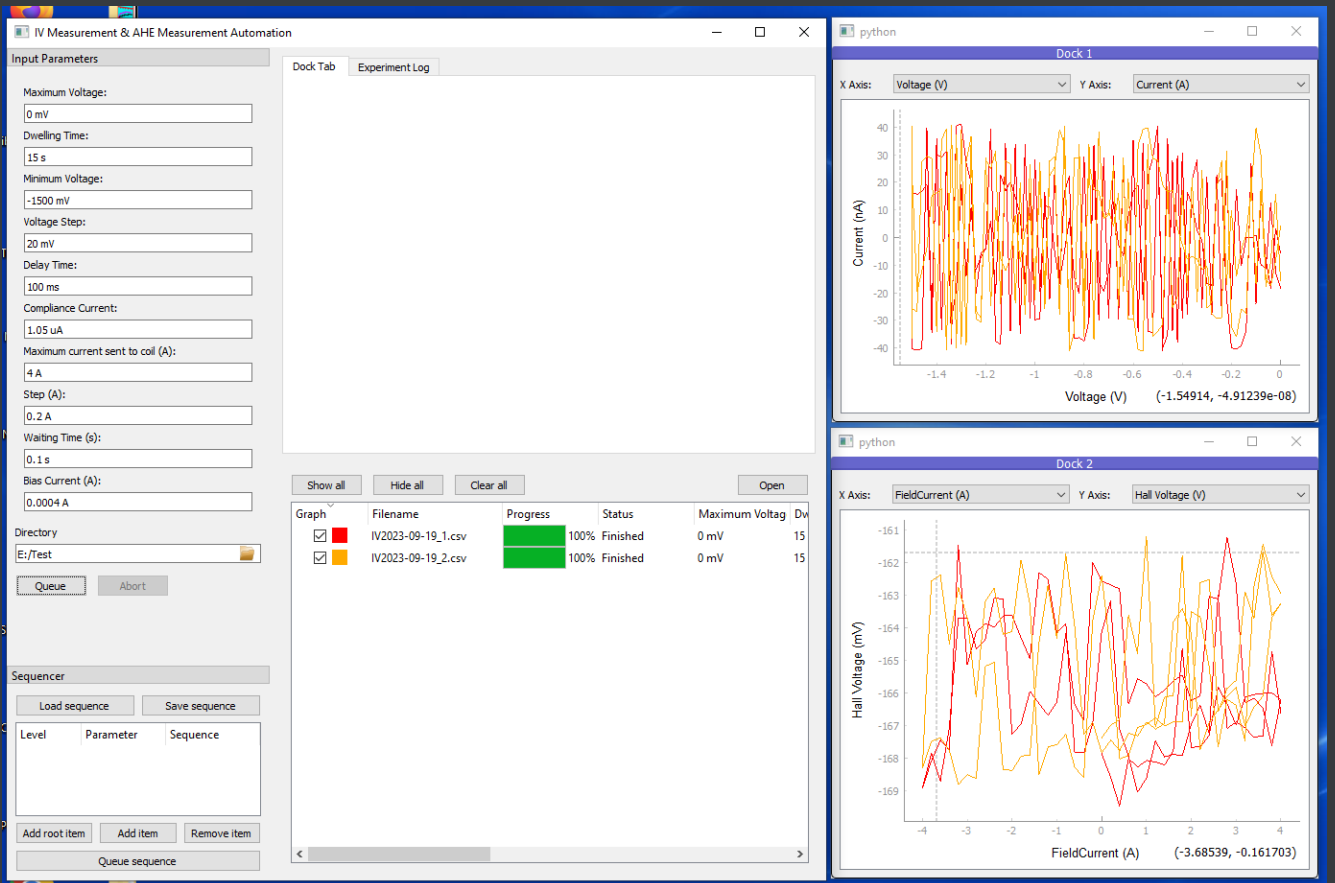 IV Measurement & AHE Measurement Automation
Input Parameters
Maximum Voltage:
0 mV
Dwelling Time:
15 s
Minimum Voltage:
-1500 mV
Voltage Step:
20 mV
Delay Time:
100 ms
Compliance Current:
1.05 uA
Maximum current sent to coil (A):
4 A
Step (A):
0.2 A
Waiting Time (s):
0.1 s
Bias Current (A):
0.0004 A
Directory
E:/Test
Queue Abort
Sequencer
Load sequence Save sequence
Level Parameter Sequence
Add root item Add item Remove item
Queue sequence
Dock Tab Experiment Log
Show all Hide all Clear all Open
Graph Filename Progress Status Maximum Voltag Dw
IV2023-09-19_1.csv 100% Finished 0 mV 15
IV2023-09-19_2.csv 100% Finished 0 mV 15
python
Dock 1
X Axis: Voltage (V) Y Axis: Current (A)
40
30
20
10
0
-10
-20
-30
-40
Current (nA)
-1.4 -1.2 -1 -0.8 -0.6 -0.4 -0.2 0
Voltage (V) (-1.54914, -4.91239e-08)
python
Dock 2
X Axis: FieldCurrent (A) Y Axis: Hall Voltage (V)
-161
-162
-163
-164
-165
-166
-167
-168
-169
Hall Voltage (mV)
-4 -3 -2 -1 0 1 2 3 4
FieldCurrent (A) (-3.68539, -0.161703)